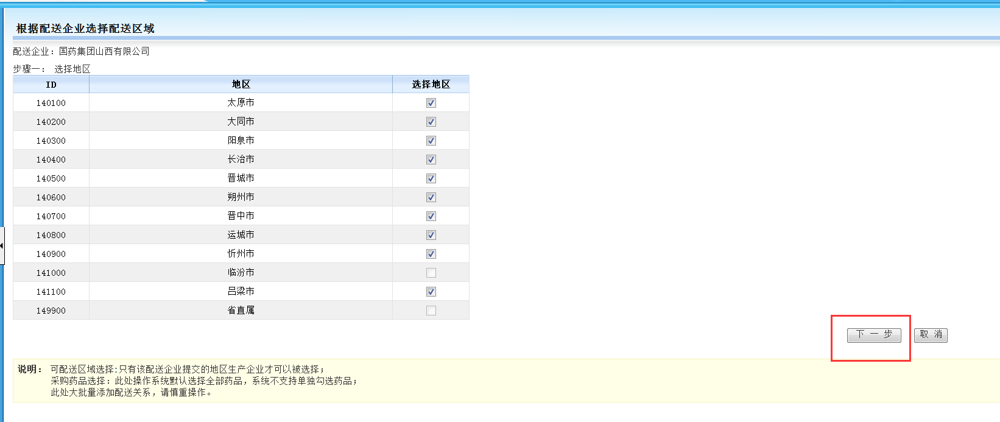 根据配送企业选择配送区域
配送企业：国药集团山西有限公司
步骤一： 选择地区
ID 地区 选择地区
140100 太原市
140200 大同市
140300 阳泉市
140400 长治市
140500 晋城市
140600 朔州市
140700 晋中市
140800 运城市
140900 忻州市
141000 临汾市
141100 吕梁市
149900 省直属
下 一 步 取 消
说明： 可配送区域选择:只有该配送企业提交的地区生产企业才可以被选择；
采购药品选择：此处操作系统默认选择全部药品，系统不支持单独勾选药品；
此处大批量添加配送关系，请慎重操作。